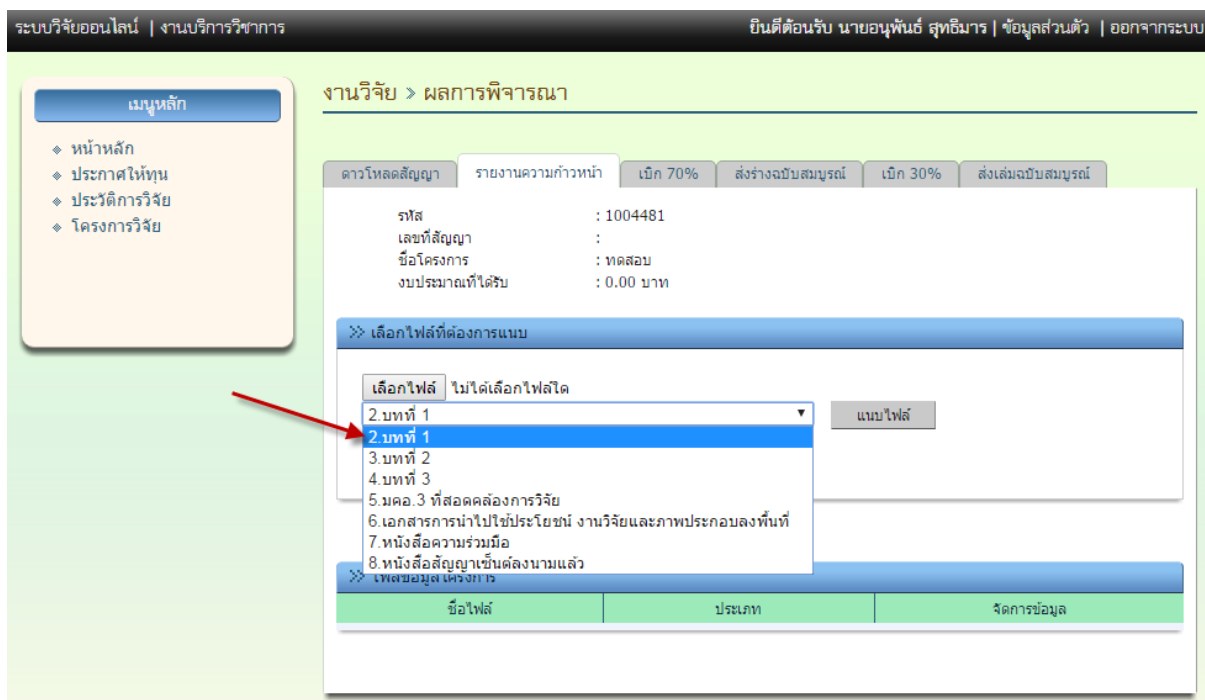 ระบบวิจัยออนไลน์ | งานบริการวิชาการ
ยินดีต้อนรับ นายอนุพันธ์ สุทธิมาร | ข้อมูลส่วนตัว | ออกจากระบบ
เมนูหลัก
หน้าหลัก
ประกาศให้ทุน
ประวัติการวิจัย
โครงการวิจัย
งานวิจัย » ผลการพิจารณา
ดาวโหลดสัญญา รายงานความก้าวหน้า เบิก 70% ส่งร่างฉบับสมบูรณ์ เบิก 30% ส่งเล่มฉบับสมบูรณ์
รหัส : 1004481
เลขที่สัญญา :
ชื่อโครงการ : ทดสอบ
งบประมาณที่ได้รับ : 0.00 บาท
>> เลือกไฟล์ที่ต้องการแนบ
เลือกไฟล์ ไม่ได้เลือกไฟล์ใด
2.บทที่ 1 แนบไฟล์
2.บทที่ 1
3.บทที่ 2
4.บทที่ 3
5.มคอ.3 ที่สอดคล้องการวิจัย
6.เอกสารการนำไปใช้ประโยชน์ งานวิจัยและภาพประกอบลงพื้นที่
7.หนังสือความร่วมมือ
8.หนังสือสัญญาเซ็นต์ลงนามแล้ว
>> ไฟล์ข้อมูลโครงการ
ชื่อไฟล์ ประเภท จัดการข้อมูล